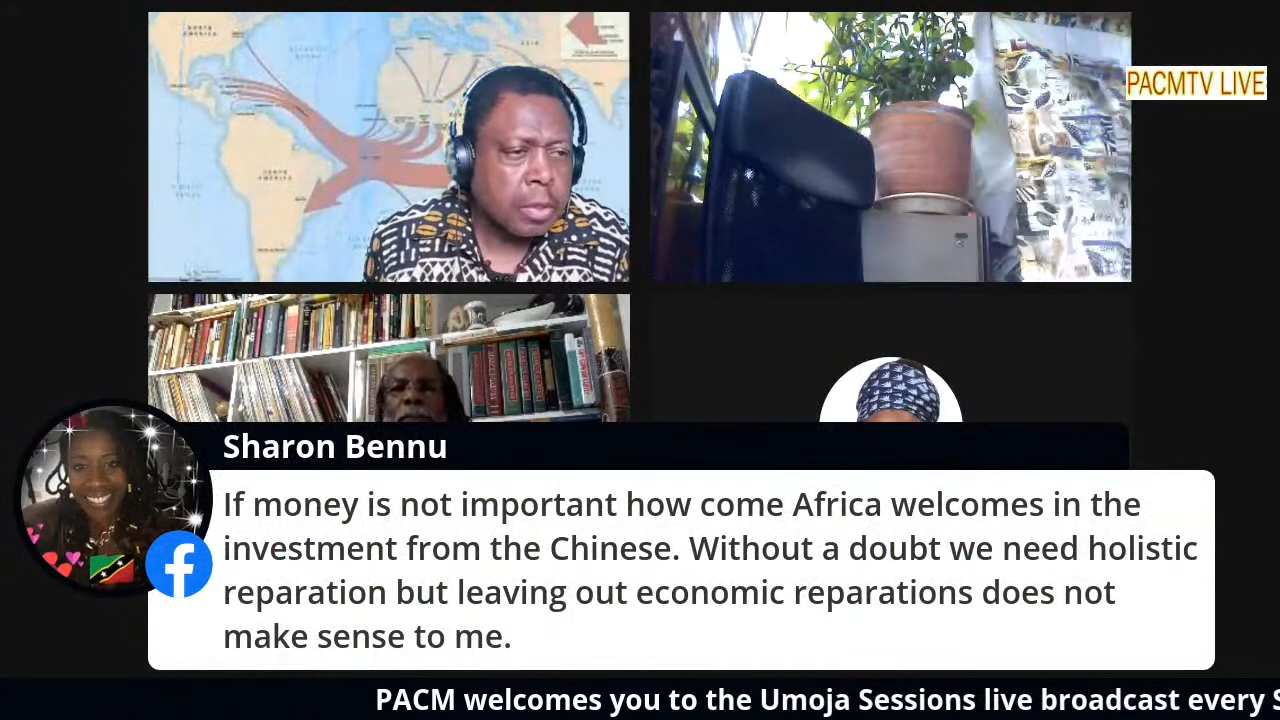 PACMTV LIVE
Sharon Bennu
If money is not important how come Africa welcomes in the
investment from the Chinese. Without a doubt we need holistic
reparation but leaving out economic reparations does not
make sense to me.
PACM welcomes you to the Umoja Sessions live broadcast every S